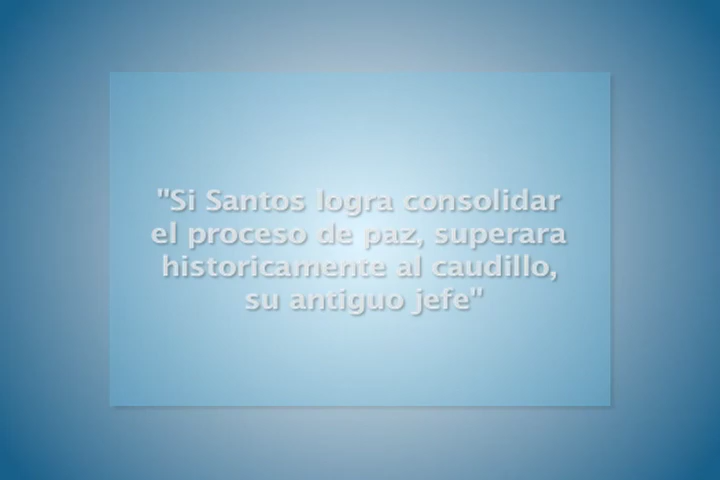 "Si Santos logra consolidar
el proceso de paz, superara
historicamente al caudillo,
su antiguo jefe"